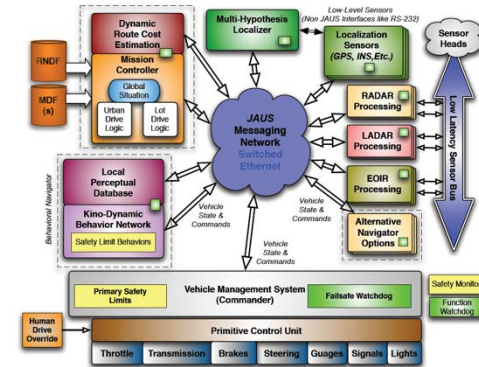 Low-Level Sensors
(Non JAUS Interfaces like RS-232)
Dynamic
Route Cost
Estimation
Multi-Hypothesis
Localizer
Localization
Sensors
(GPS, INS,Etc.)
Sensor
Heads
RNDF
MDF
(s)
Mission
Controller
Global
Situation
Urban
Drive
Logic
Lot
Drive
Logic
JAUS
Messaging
Network
Switched
Ethernet
RADAR
Processing
LADAR
Processing
EOIR
Processing
Alternative
Navigator
Options
Low Latency Sensor Bus
Behavioral Navigator
Local
Perceptual
Database
Kino-Dynamic
Behavior Network
Safety Limit Behaviors
Vehicle
State &
Commands
Vehicle
State &
Commands
Vehicle
State &
Commands
Vehicle Management System
(Commander)
Primary Safety
Limits
Failsafe Watchdog
Safety Monitor
Function
Watchdog
Human
Drive
Override
Primitive Control Unit
Throttle Transmission Brakes Steering Guages Signals Lights